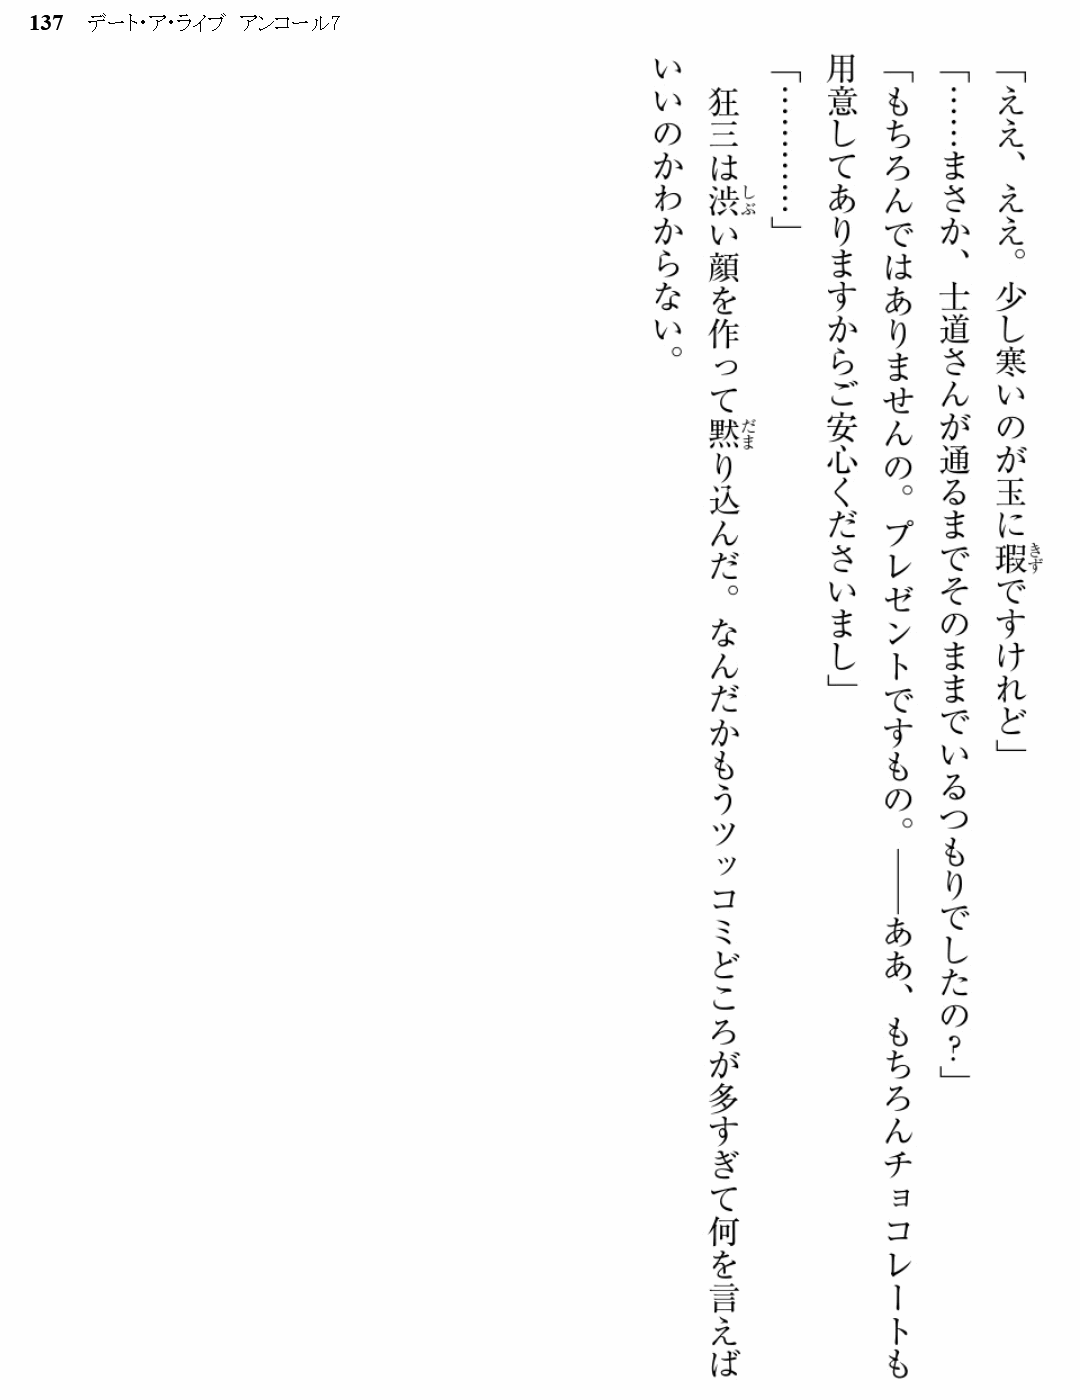 137 デート・ア・ライブ アンコール7
「ええ、ええ。少し寒いのが玉に瑕ですけれど」
「……まさか、士道さんが通るまでそのままでいるつもりでしたの？」
「もちろんではありませんの。プレゼントですもの。――ああ、もちろんチョコレートも
用意してありますからご安心くださいまし」
「…………」
狂三は渋い顔を作って黙り込んだ。なんだかもうツッコミどころが多すぎて何を言えば
いいのかわからない。